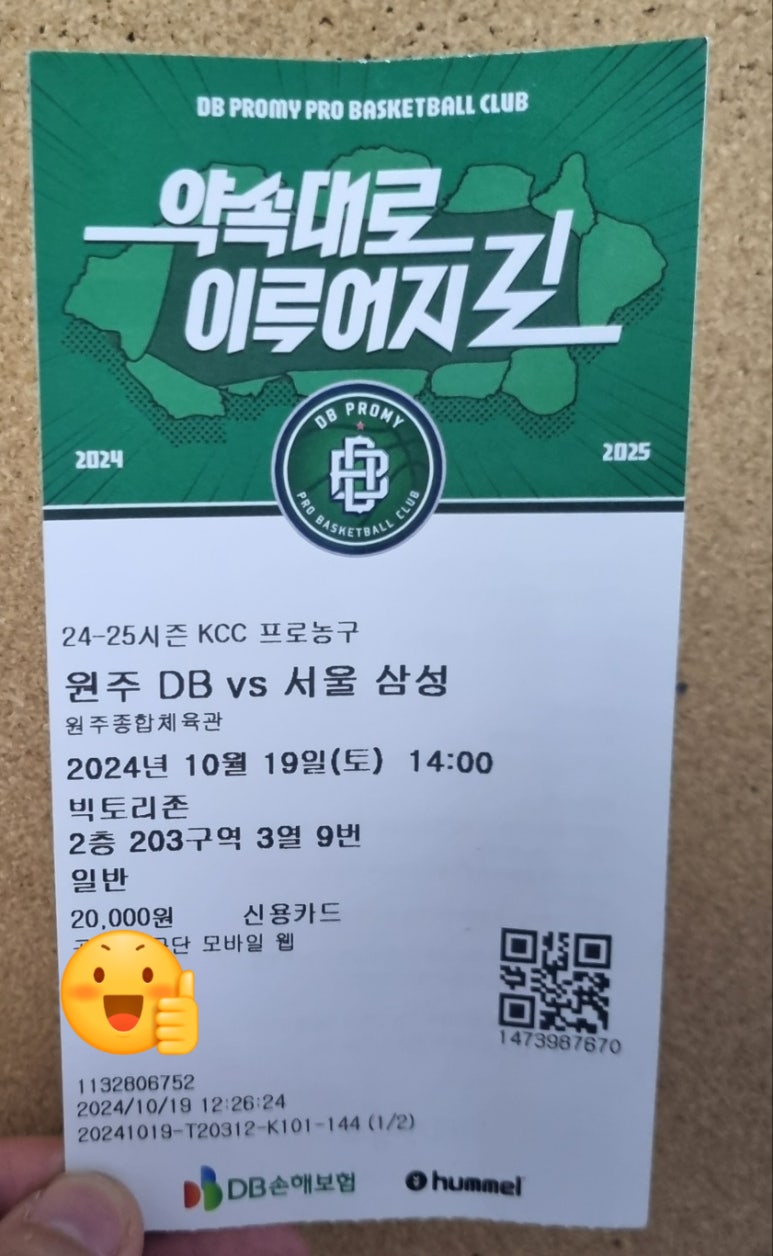 DB PROMY PRO BASKETBALL CLUB
약속대로
이루어지리
2024
2025
DB PROMY
PRO BASKETBALL CLUB
24-25시즌 KCC 프로농구
원주 DB vs 서울 삼성
원주종합체육관
2024년 10월 19일(토) 14:00
빅토리존
2층 203구역 3열 9번
일반
20,000원 신용카드
모바일 웹
1473987670
1132806752
2024/10/19 12:26:24
20241019-T20312-K101-144 (1/2)
DB손해보험 hummel